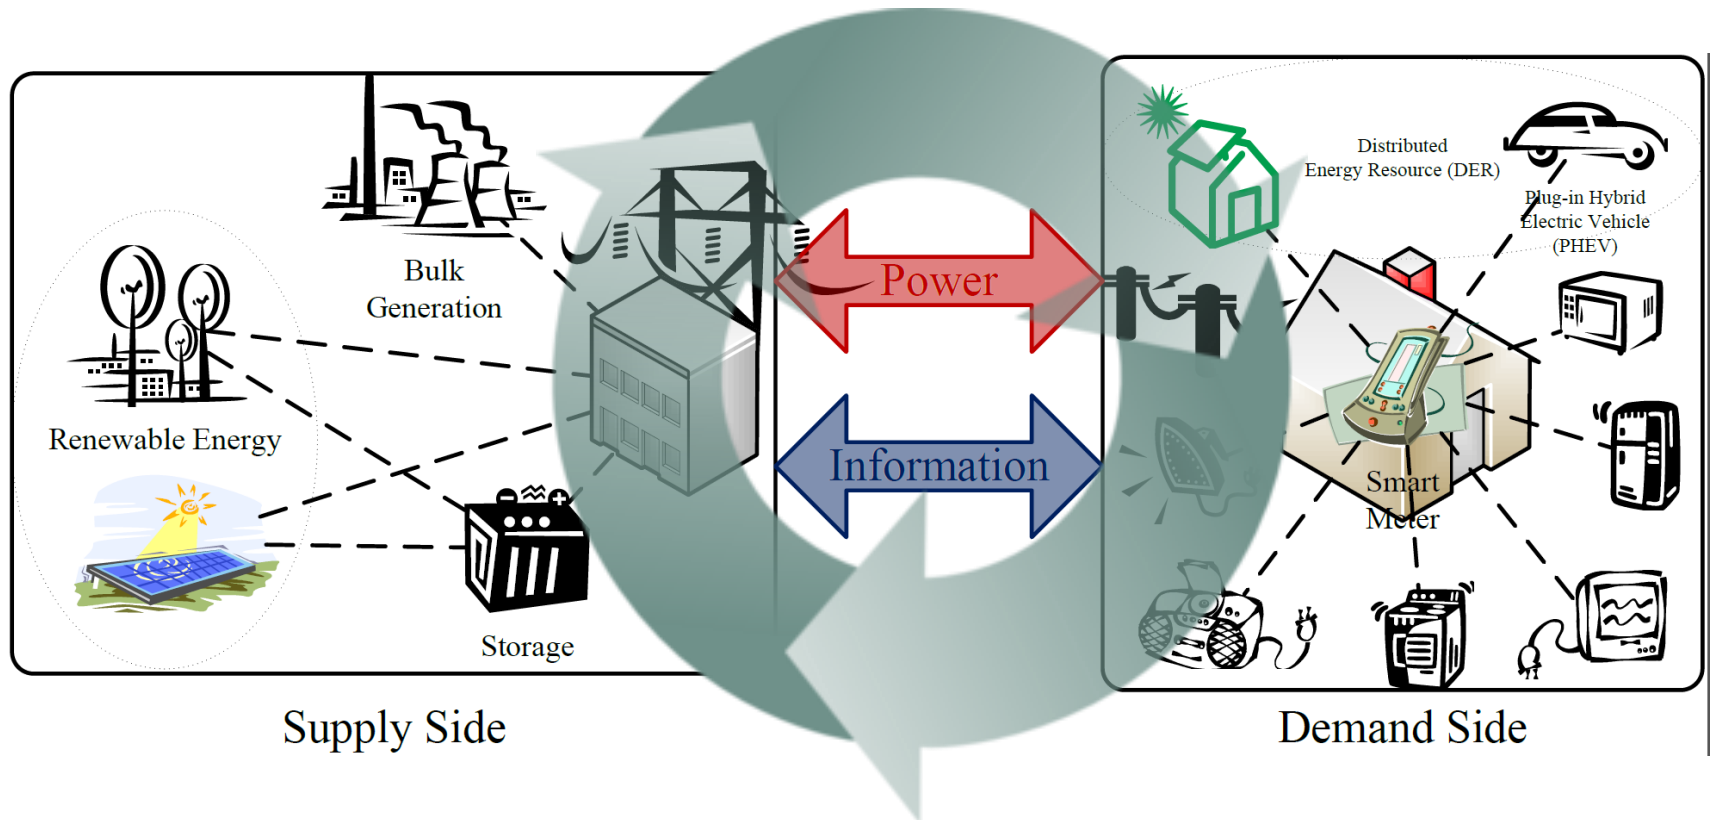 Bulk
Generation
Renewable Energy
Storage
Supply Side
Power
Information
Distributed
Energy Resource (DER)
Plug-in Hybrid
Electric Vehicle
(PHEV)
Smart
Meter
Demand Side